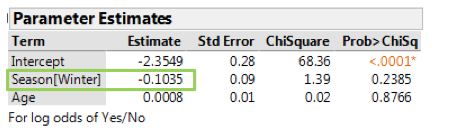 Parameter Estimates
Term Estimate Std Error ChiSquare Prob>ChiSq
Intercept -2.3549 0.28 68.36 <.0001*
Season[Winter] -0.1035 0.09 1.39 0.2385
Age 0.0008 0.01 0.02 0.8766
For log odds of Yes/No